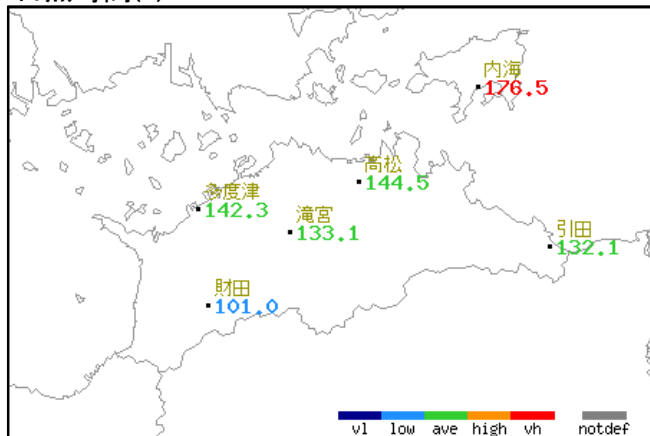 内海
176.5
高松
144.5
多度津
142.3
滝宮
133.1
引田
132.1
財田
101.0
vl low ave high vh notdef